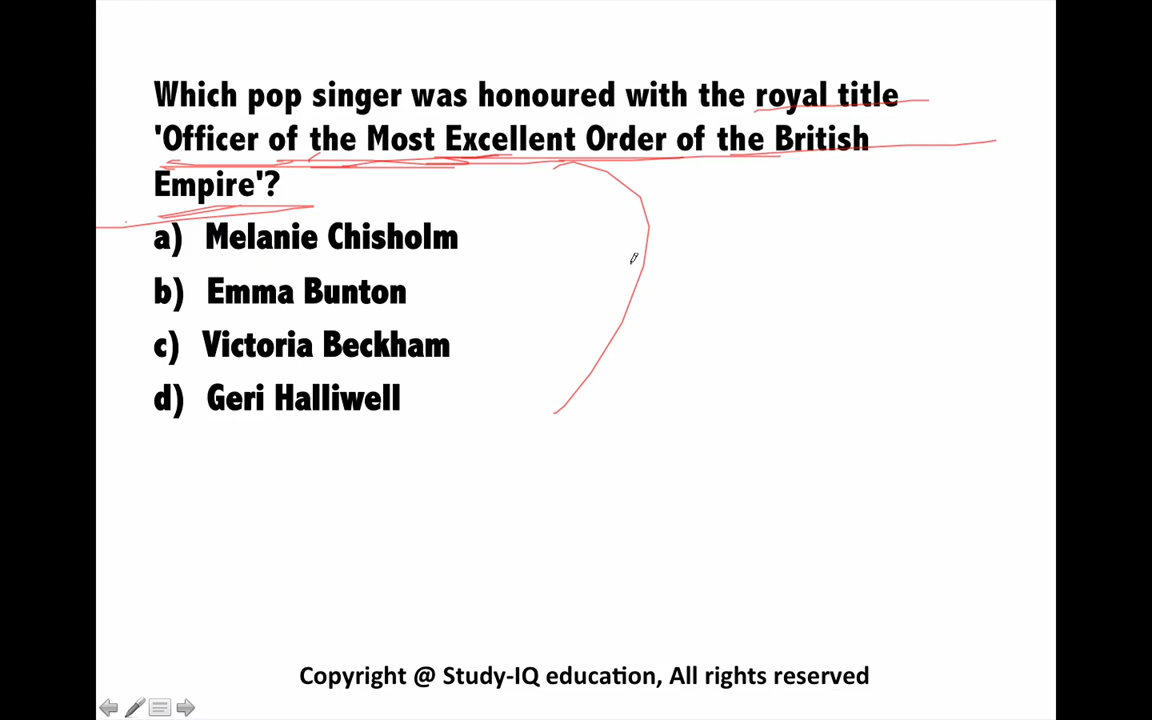 Which pop singer was honoured with the royal title
'Officer of the Most Excellent Order of the British
Empire'?
a) Melanie Chisholm
b) Emma Bunton
c) Victoria Beckham
d) Geri Halliwell
Copyright @ Study-IQ education, All rights reserved